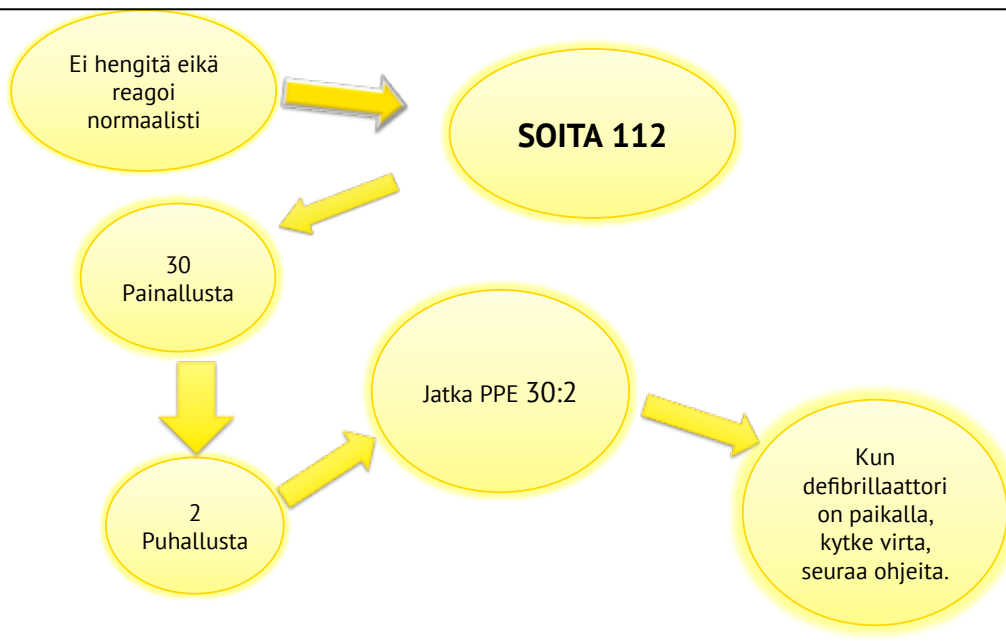 Ei hengitä eikä
reagoi
normaalisti
SOITA 112
30
Painallusta
2
Puhallusta
Jatka PPE 30:2
Kun
defibrillaattori
on paikalla,
kytke virta,
seuraa ohjeita.